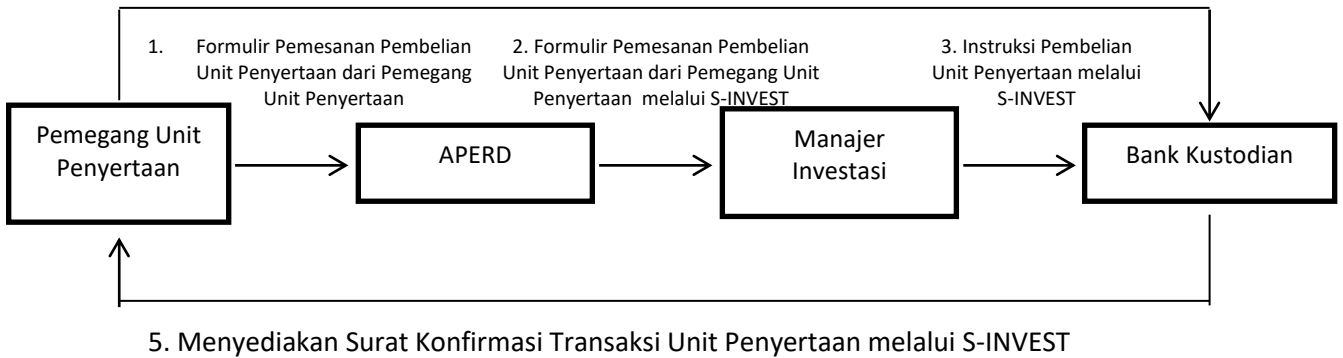 1. Formulir Pemesanan Pembelian
Unit Penyertaan dari Pemegang
Unit Penyertaan
2. Formulir Pemesanan Pembelian
Unit Penyertaan dari Pemegang Unit
Penyertaan melalui S-INVEST
3. Instruksi Pembelian
Unit Penyertaan melalui
S-INVEST
Pemegang Unit
Penyertaan
APERD
Manajer
Investasi
Bank Kustodian
5. Menyediakan Surat Konfirmasi Transaksi Unit Penyertaan melalui S-INVEST